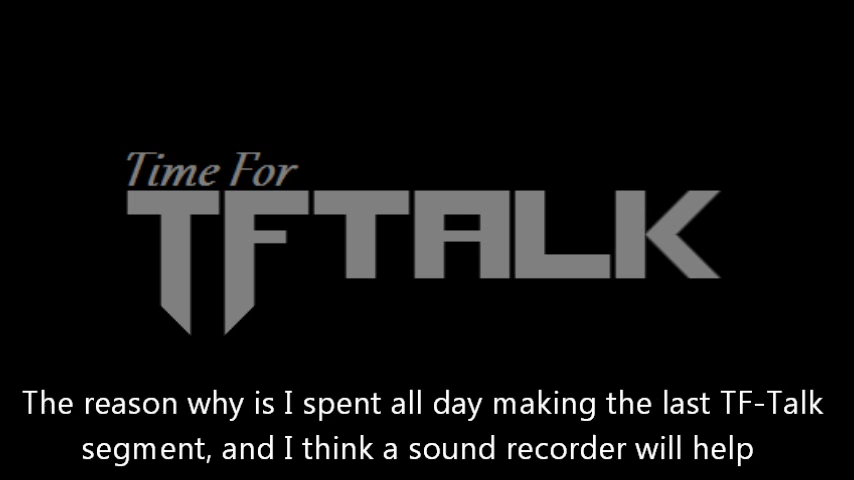 Time For
TFTALK
The reason why is I spent all day making the last TF-Talk
segment, and I think a sound recorder will help